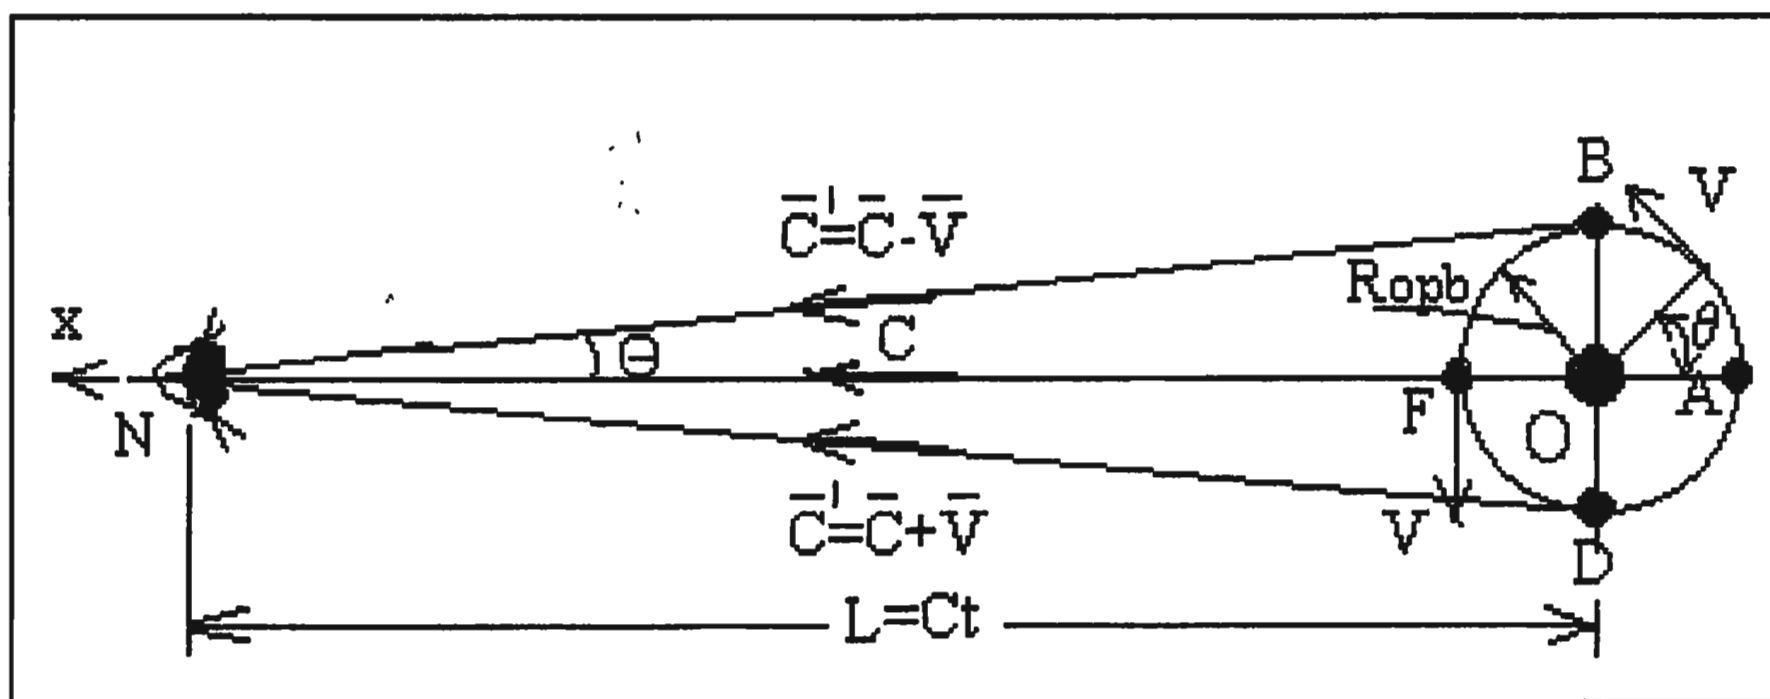 B
V
C̅'=C̅-V̅
Ropb
x
C
θ
θ
N
F
A
O
C̅'=C̅+V̅
V
D
L=Ct